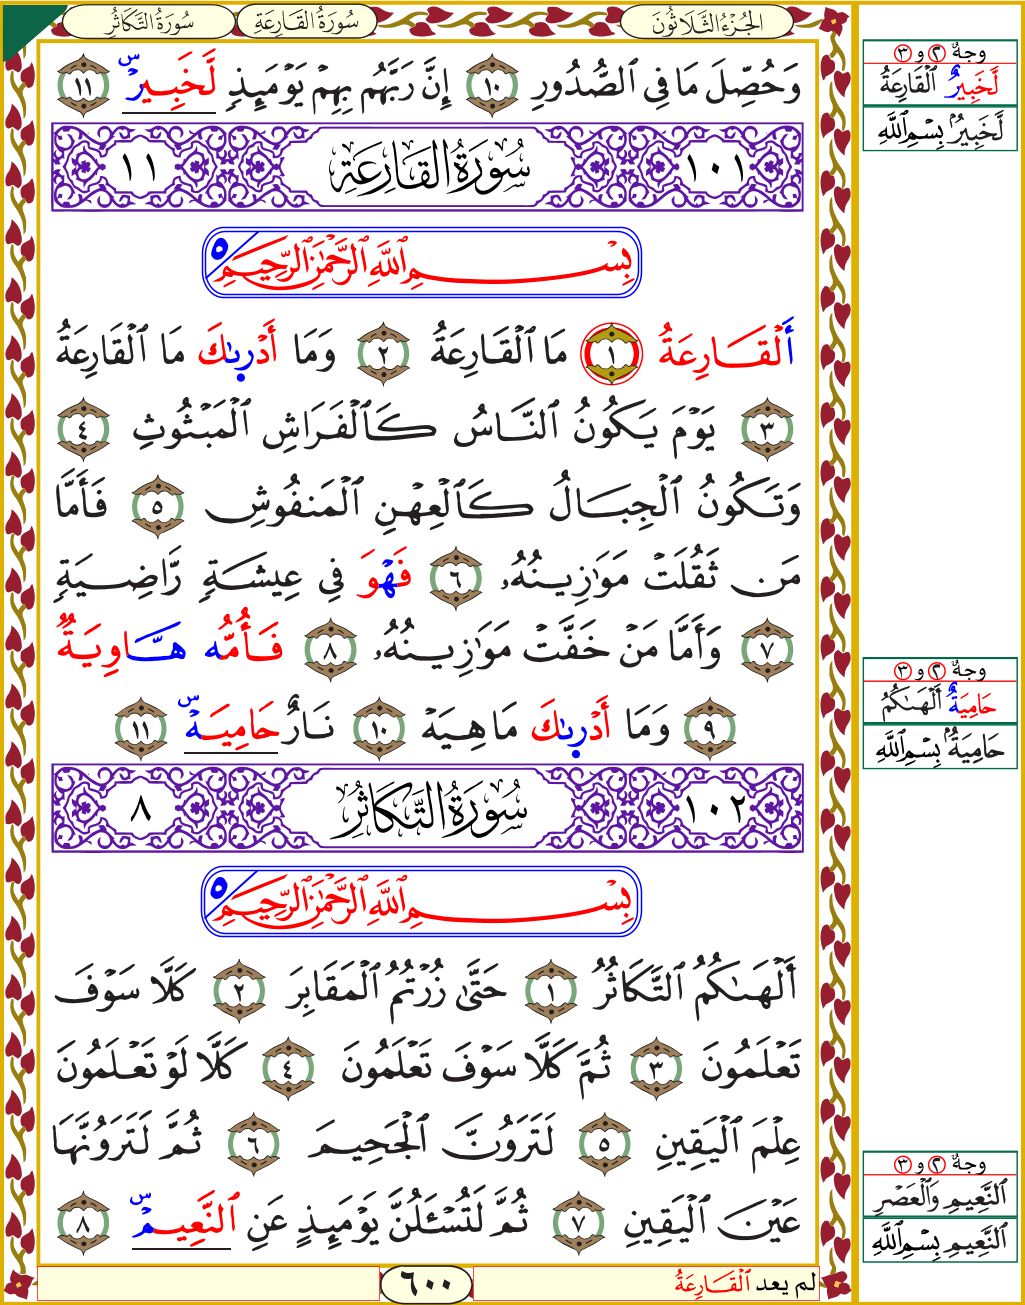 الجُزْءُ الثَّلَاثُونَ
سُورَةُ القَارِعَةِ
سُورَةُ التَّكَاثُرِ
وَحُصِّلَ مَا فِى ٱلصُّدُورِ ١٠ إِنَّ رَبَّهُم بِهِمْ يَوْمَئِذٍ لَّخَبِيرٌۢ س ١١
١٠١ سُورَةُ القَارِعَةِ ١١
بِسْمِ ٱللَّهِ ٱلرَّحْمَٰنِ ٱلرَّحِيمِ ٥
أَلْقَارِعَةُ ١ مَا ٱلْقَارِعَةُ ٢ وَمَا أَدْرَىٰكَ مَا ٱلْقَارِعَةُ
٣ يَوْمَ يَكُونُ ٱلنَّاسُ كَٱلْفَرَاشِ ٱلْمَبْثُوثِ ٤
وَتَكُونُ ٱلْجِبَالُ كَٱلْعِهْنِ ٱلْمَنفُوشِ ٥ فَأَمَّا
مَن ثَقُلَتْ مَوَٰزِينُهُۥ ٦ فَهْوَ فِى عِيشَةٍ رَّاضِيَةٍ
٧ وَأَمَّا مَنْ خَفَّتْ مَوَٰزِينُهُۥ ٨ فَأُمُّه هَّاوِيَةٌ
٩ وَمَا أَدْرَىٰكَ مَا هِيَهْ ١٠ نَارٌ حَامِيَةْ س ١١
١٠٢ سُورَةُ التَّكَاثُرِ ٨
بِسْمِ ٱللَّهِ ٱلرَّحْمَٰنِ ٱلرَّحِيمِ ٥
أَلْهَىٰكُمُ ٱلتَّكَاثُرُ ١ حَتَّىٰ زُرْتُمُ ٱلْمَقَابِرَ ٢ كَلَّا سَوْفَ
تَعْلَمُونَ ٣ ثُمَّ كَلَّا سَوْفَ تَعْلَمُونَ ٤ كَلَّا لَوْ تَعْلَمُونَ
عِلْمَ ٱلْيَقِينِ ٥ لَتَرَوُنَّ ٱلْجَحِيمَ ٦ ثُمَّ لَتَرَوُنَّهَا
عَيْنَ ٱلْيَقِينِ ٧ ثُمَّ لَتُسْـَٔلُنَّ يَوْمَئِذٍ عَنِ ٱلنَّعِيمْ س ٨
لم يعد ٱلْقَارِعَةُ
٦٠٠
وجهٌ ٢ و ٣
لَّخَبِيرٌ ٱلْقَارِعَةُ
لَّخَبِيرُۢ بِسْمِ ٱللَّهِ
وجهٌ ٢ و ٣
حَامِيَةٌ أَلْهَىٰكُمُ
حَامِيَةُۢ بِسْمِ ٱللَّهِ
وجهٌ ٢ و ٣
ٱلنَّعِيمِ وَٱلْعَصْرِ
ٱلنَّعِيمِ بِسْمِ ٱللَّهِ